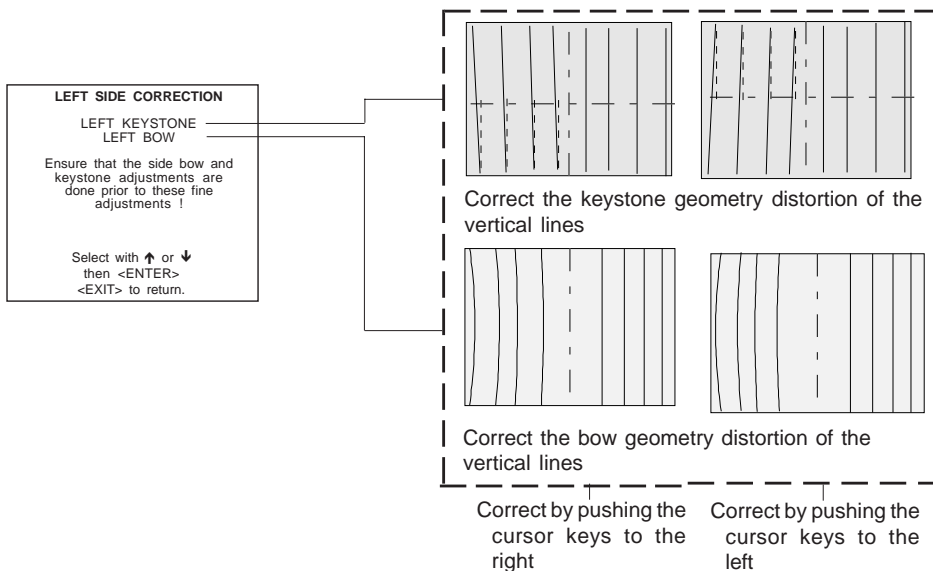 LEFT SIDE CORRECTION
LEFT KEYSTONE
LEFT BOW
Ensure that the side bow and
keystone adjustments are
done prior to these fine
adjustments !
Select with ↑ or ↓
then <ENTER>
<EXIT> to return.
Correct the keystone geometry distortion of the
vertical lines
Correct the bow geometry distortion of the
vertical lines
Correct by pushing the
cursor keys to the
right
Correct by pushing the
cursor keys to the
left